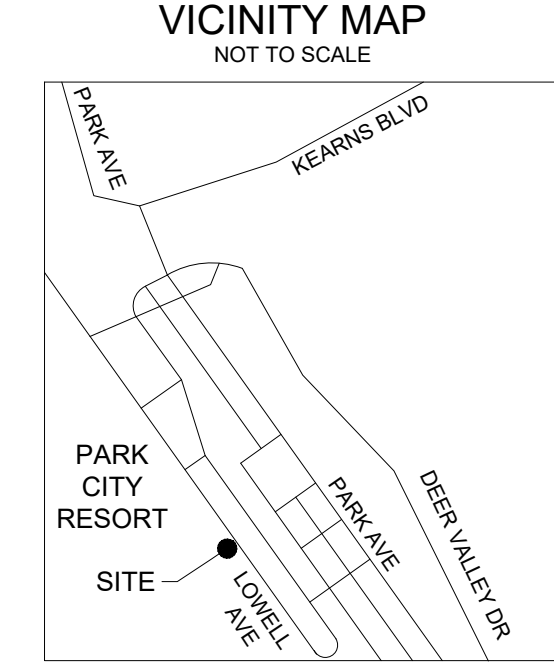 VICINITY MAP
NOT TO SCALE
PARK AVE
KEARNS BLVD
PARK
CITY
RESORT
SITE
LOWELL
AVE
PARK AVE
DEER VALLEY DR